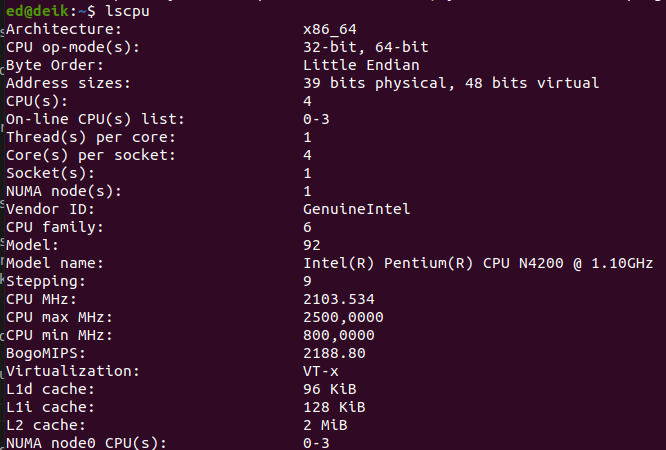 ed@deik:~$ lscpu
Architecture: x86_64
CPU op-mode(s): 32-bit, 64-bit
Byte Order: Little Endian
Address sizes: 39 bits physical, 48 bits virtual
CPU(s): 4
On-line CPU(s) list: 0-3
Thread(s) per core: 1
Core(s) per socket: 4
Socket(s): 1
NUMA node(s): 1
Vendor ID: GenuineIntel
CPU family: 6
Model: 92
Model name: Intel(R) Pentium(R) CPU N4200 @ 1.10GHz
Stepping: 9
CPU MHz: 2103.534
CPU max MHz: 2500,0000
CPU min MHz: 800,0000
BogoMIPS: 2188.80
Virtualization: VT-x
L1d cache: 96 KiB
L1i cache: 128 KiB
L2 cache: 2 MiB
NUMA node0 CPU(s): 0-3